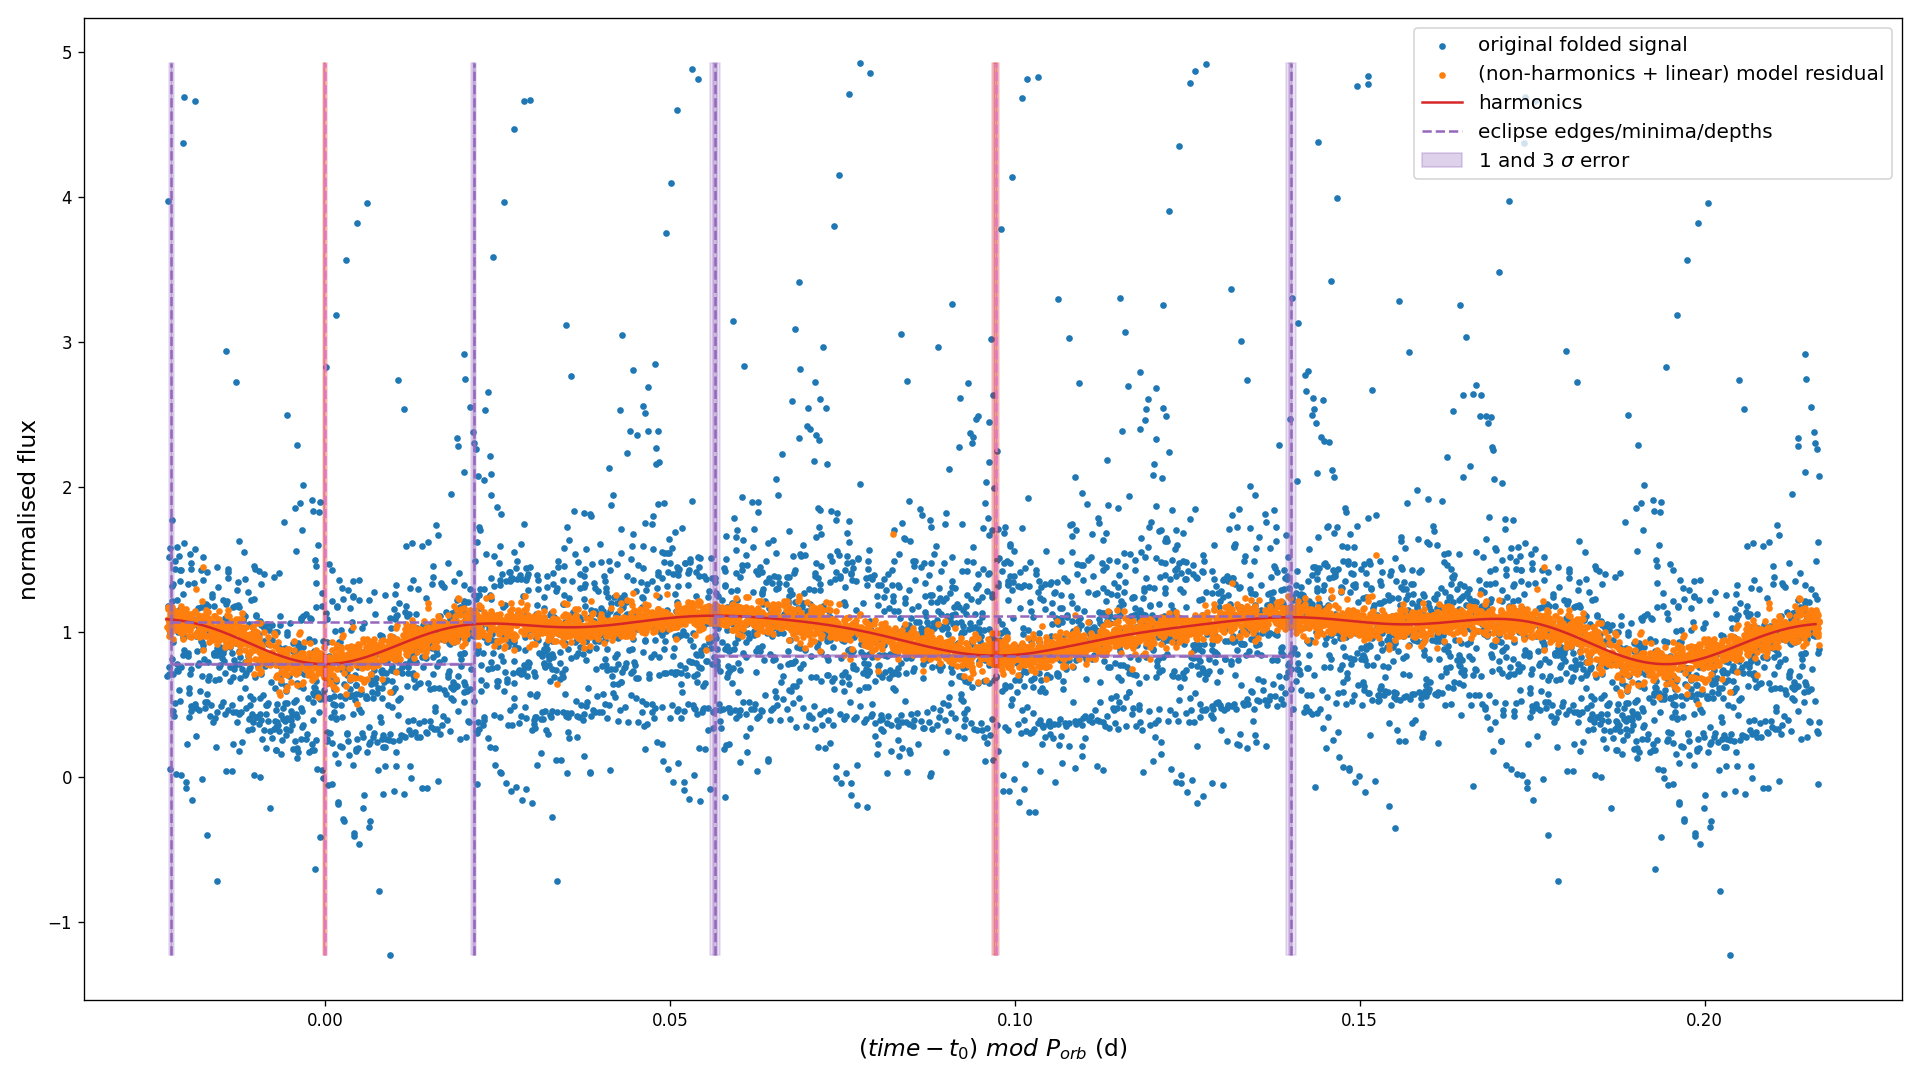 original folded signal
(non-harmonics + linear) model residual
harmonics
eclipse edges/minima/depths
1 and 3 σ error
normalised flux
5
4
3
2
1
0
−1
0.00 0.05 0.10 0.15 0.20
(time − t₀) mod Pₒᵣᵦ (d)